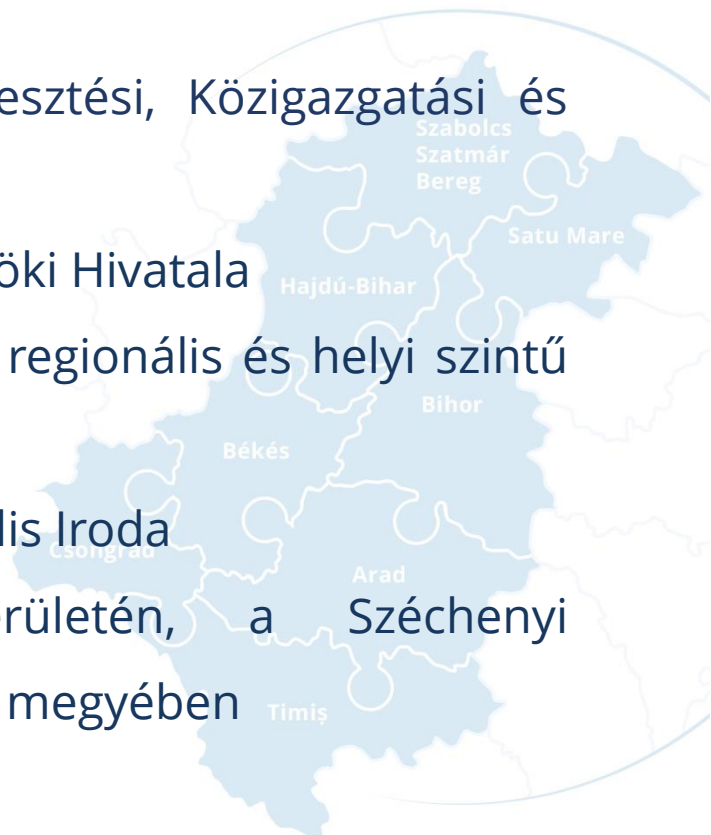 esztési, Közigazgatási és
Szabolcs
Szatmár
Bereg
Satu Mare
öki Hivatala
Hajdú-Bihar
regionális és helyi szintű
Bihor
Békés
lis Iroda
Csongrád
Arad
rületén, a Széchenyi
megyében
Timiș